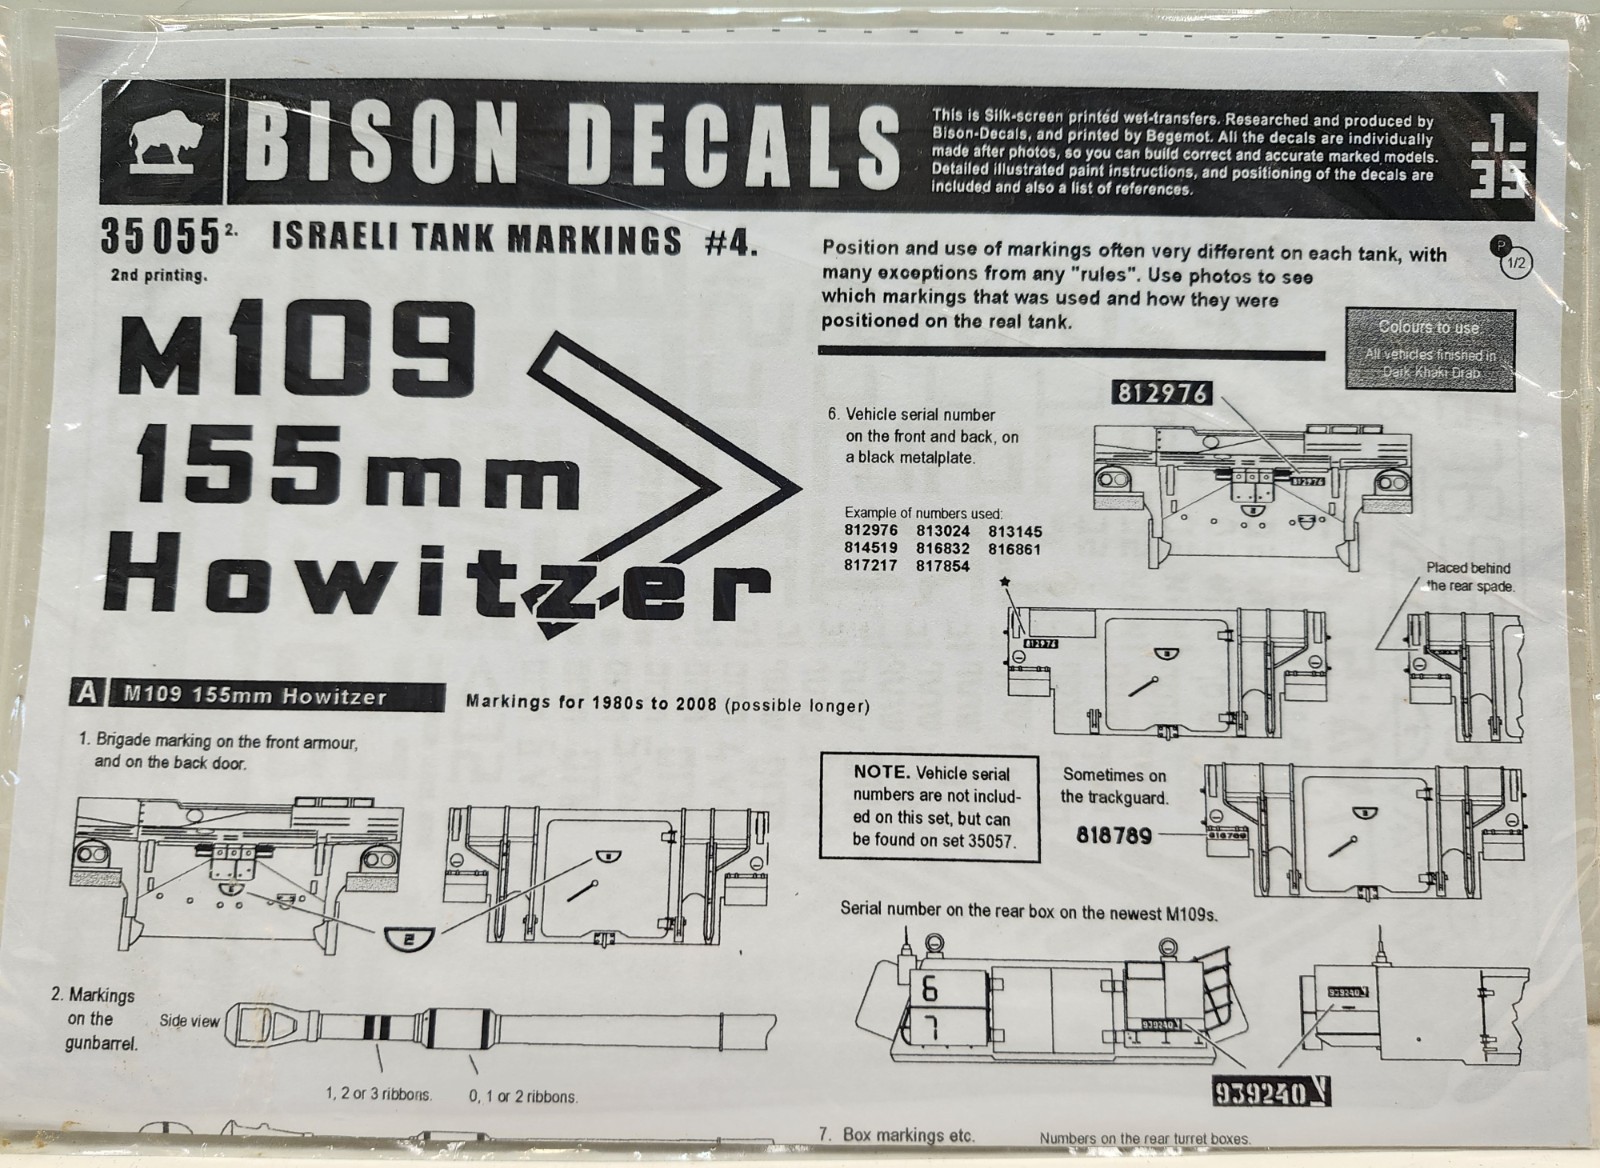 BISON DECALS
This is Silk-screen printed wet-transfers. Researched and produced by
Bison-Decals, and printed by Begemot. All the decals are individually
made after photos, so you can build correct and accurate marked models.
Detailed illustrated paint instructions, and positioning of the decals are
included and also a list of references.
1
35
35055 2.
ISRAELI TANK MARKINGS #4.
2nd printing.
M109
155mm
Howitzer
Position and use of markings often very different on each tank, with
many exceptions from any "rules". Use photos to see
which markings that was used and how they were
positioned on the real tank.
P
1/2
Colours to use.
All vehicles finished in
Dark Khaki Drab
A M109 155mm Howitzer
Markings for 1980s to 2008 (possible longer)
1. Brigade marking on the front armour,
and on the back door.
2
2. Markings
on the
gunbarrel.
Side view
1, 2 or 3 ribbons.
0, 1 or 2 ribbons.
812976
6. Vehicle serial number
on the front and back, on
a black metalplate.
812976
Example of numbers used:
812976 813024 813145
814519 816832 816861
817217 817854
812976
Placed behind
the rear spade.
NOTE. Vehicle serial
numbers are not includ-
ed on this set, but can
be found on set 35057.
Sometimes on
the trackguard.
818789
818789
Serial number on the rear box on the newest M109s.
6
7
939240
939240
939240 צ
7. Box markings etc.
Numbers on the rear turret boxes.